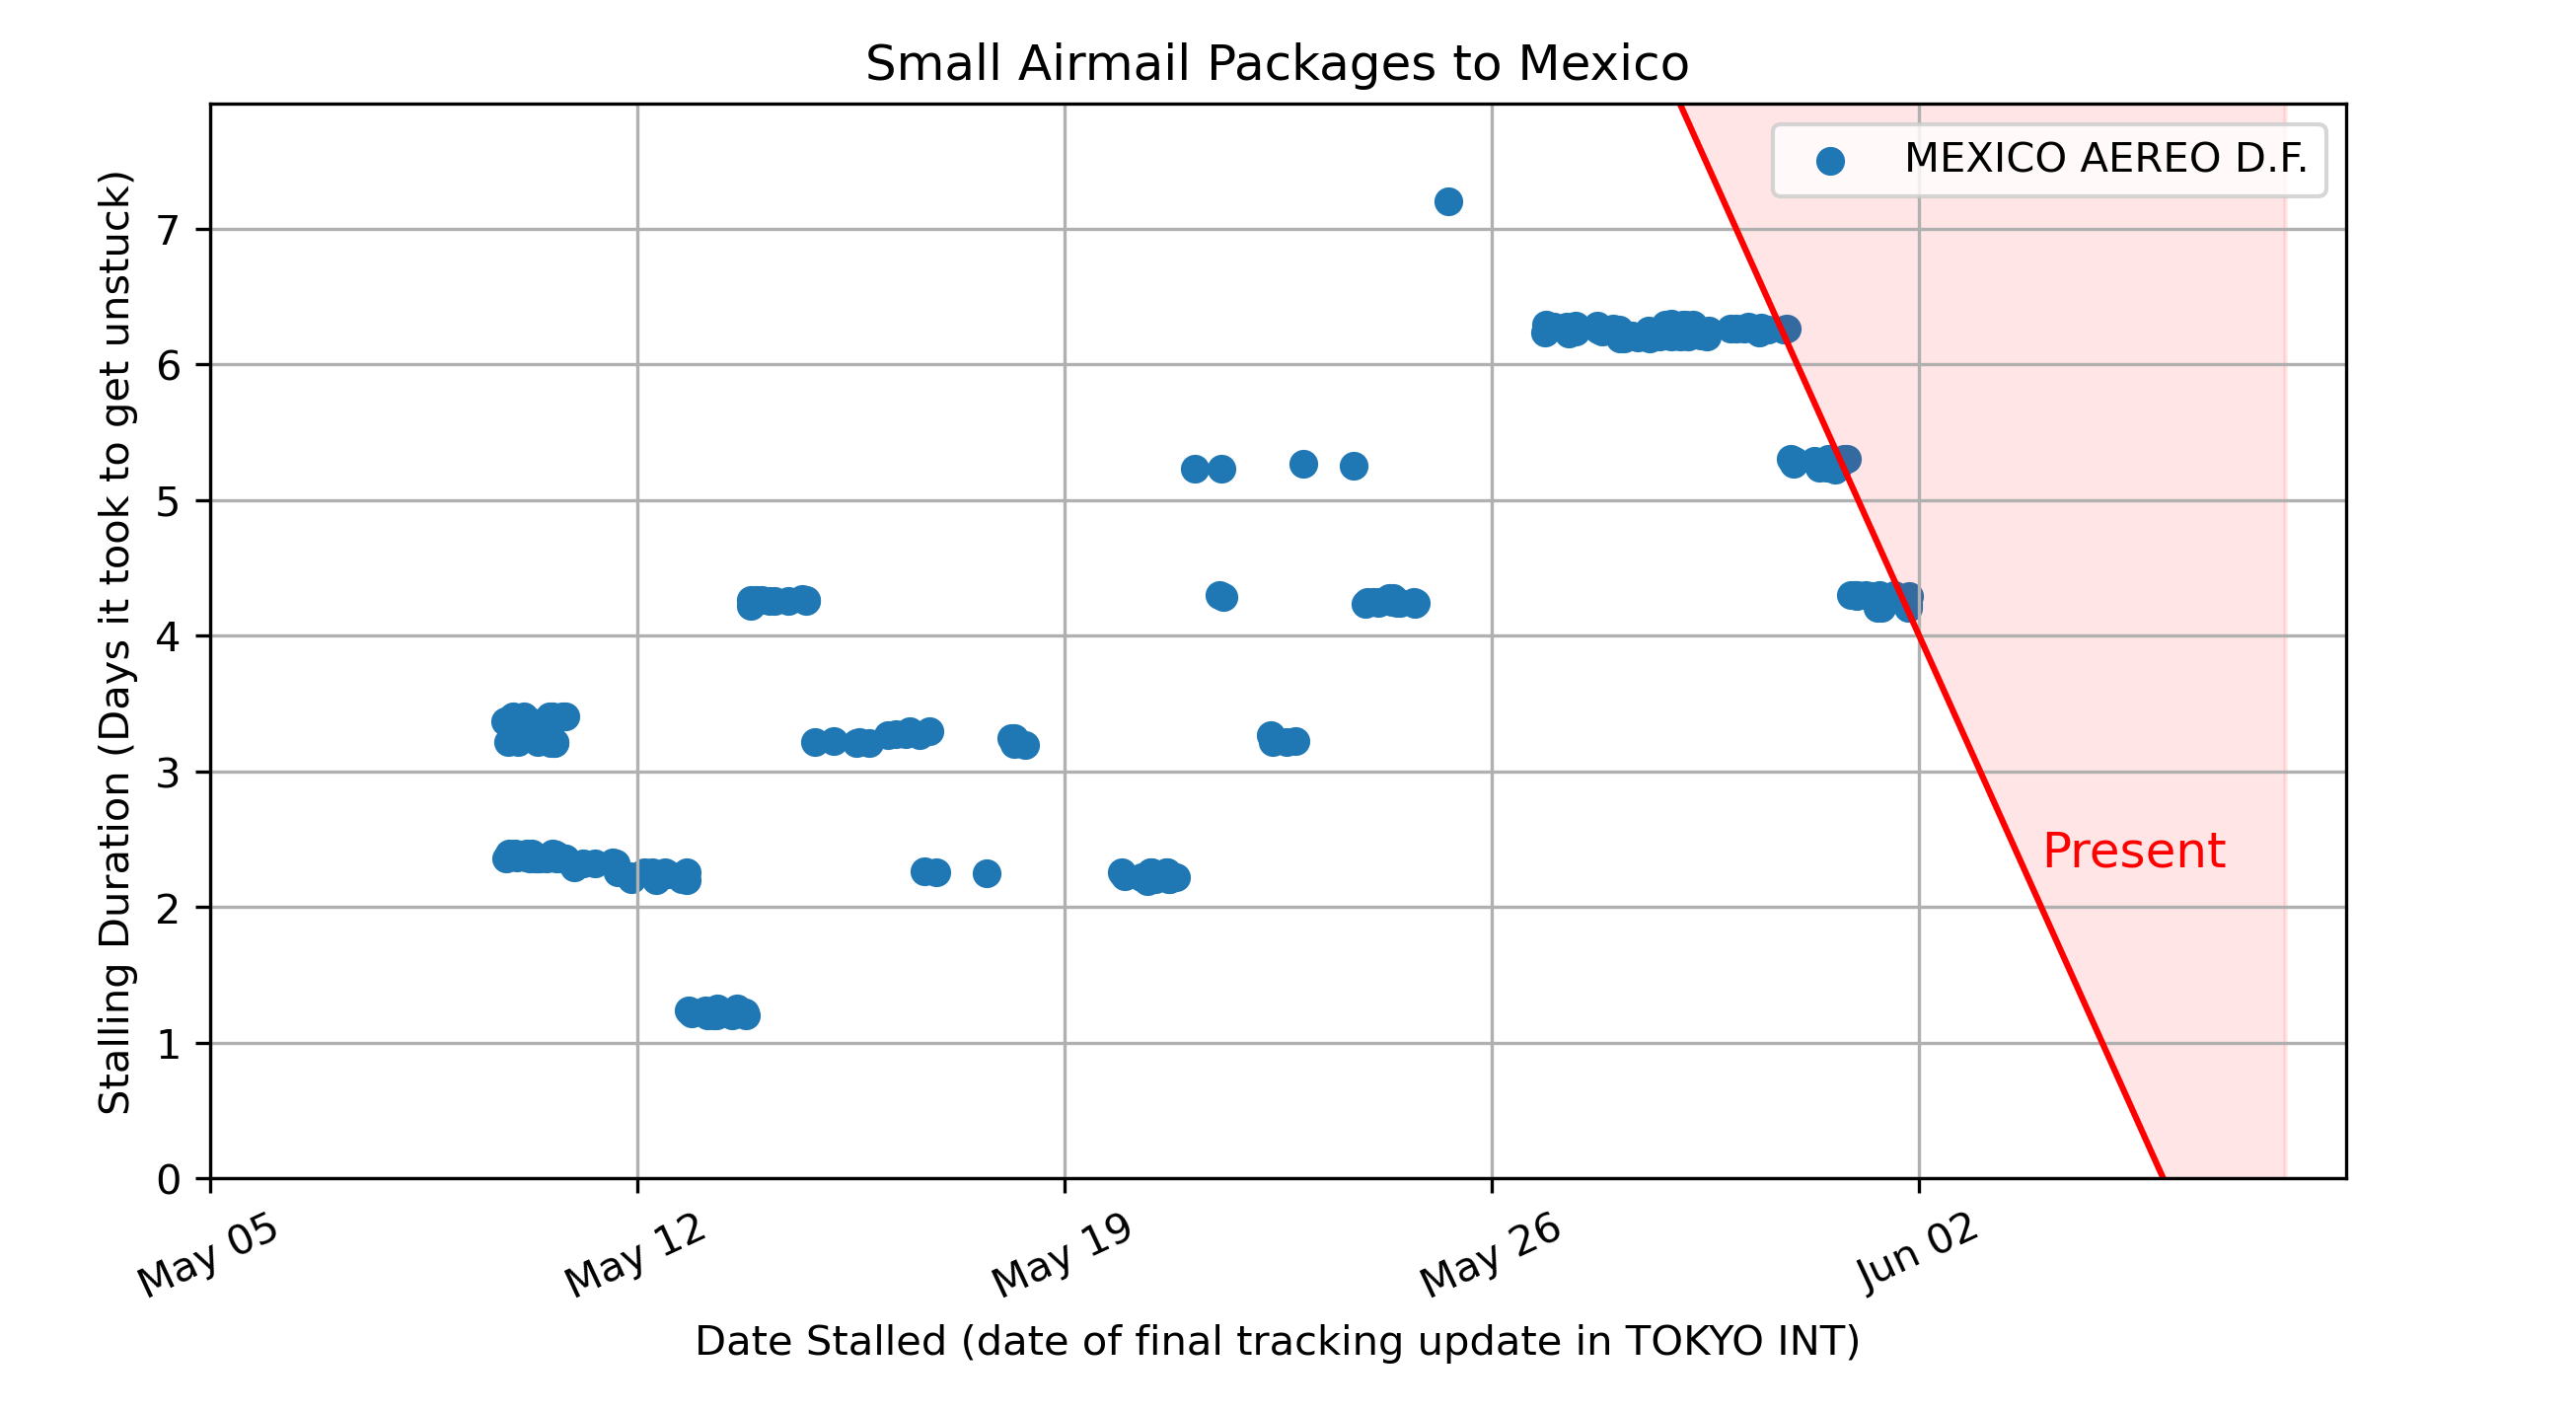 Small Airmail Packages to Mexico
MEXICO AEREO D.F.
Stalling Duration (Days it took to get unstuck)
7
6
5
4
3
2
1
0
Present
May 05
May 12
May 19
May 26
Jun 02
Date Stalled (date of final tracking update in TOKYO INT)